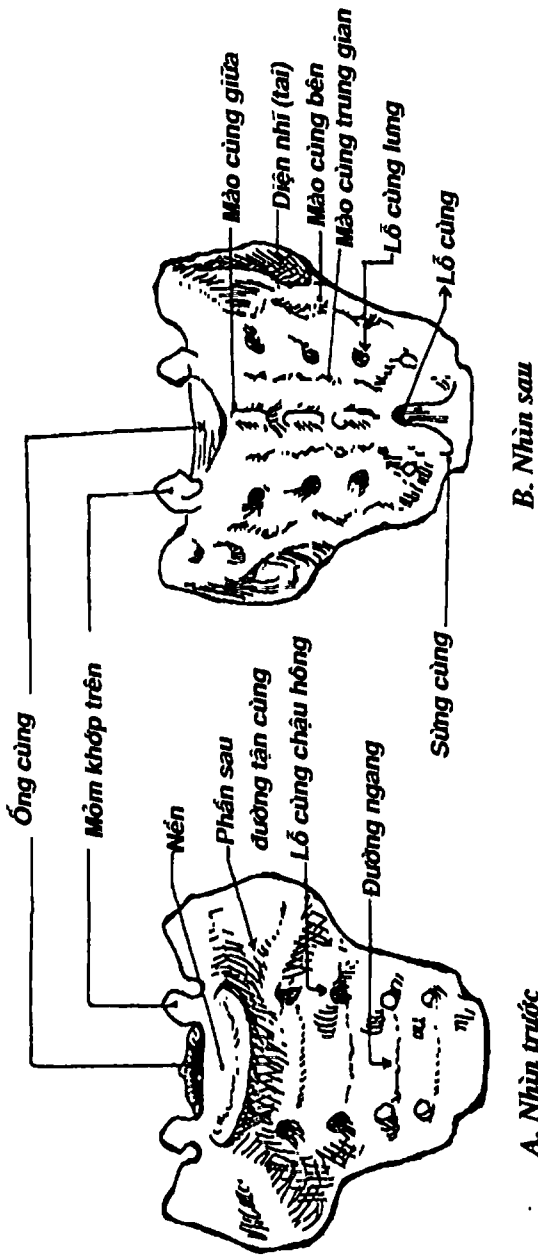 Ống cùng
Mỏm khớp trên
Nền
Phần sau
đường tận cùng
Lỗ cùng chậu hông
Đường ngang
A. Nhìn trước
Mào cùng giữa
Diện nhĩ (tai)
Mào cùng bên
Mào cùng trung gian
Lỗ cùng lưng
Lỗ cùng
Sừng cùng
B. Nhìn sau